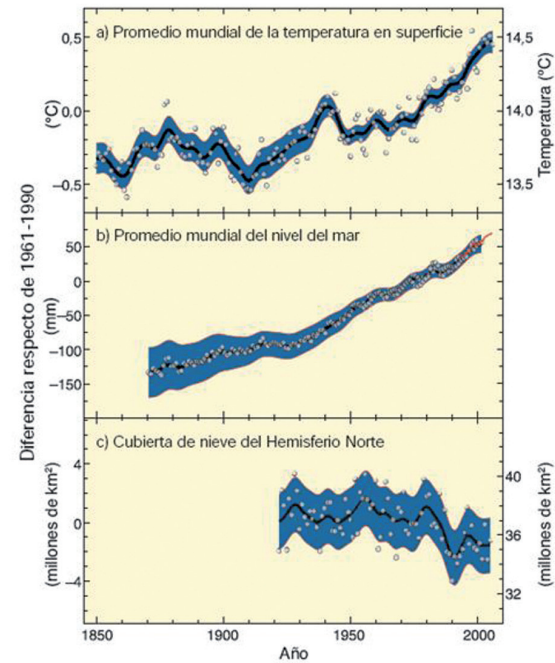 a) Promedio mundial de la temperatura en superficie
0,5
0.0
−0.5
(°C)
14,5
14.0
13.5
Temperatura (°C)
b) Promedio mundial del nivel del mar
50
0
−50
−100
−150
(mm)
Diferencia respecto de 1961-1990
c) Cubierta de nieve del Hemisferio Norte
4
0
−4
(millones de km²)
40
36
32
(millones de km²)
1850 1900 1950 2000
Año